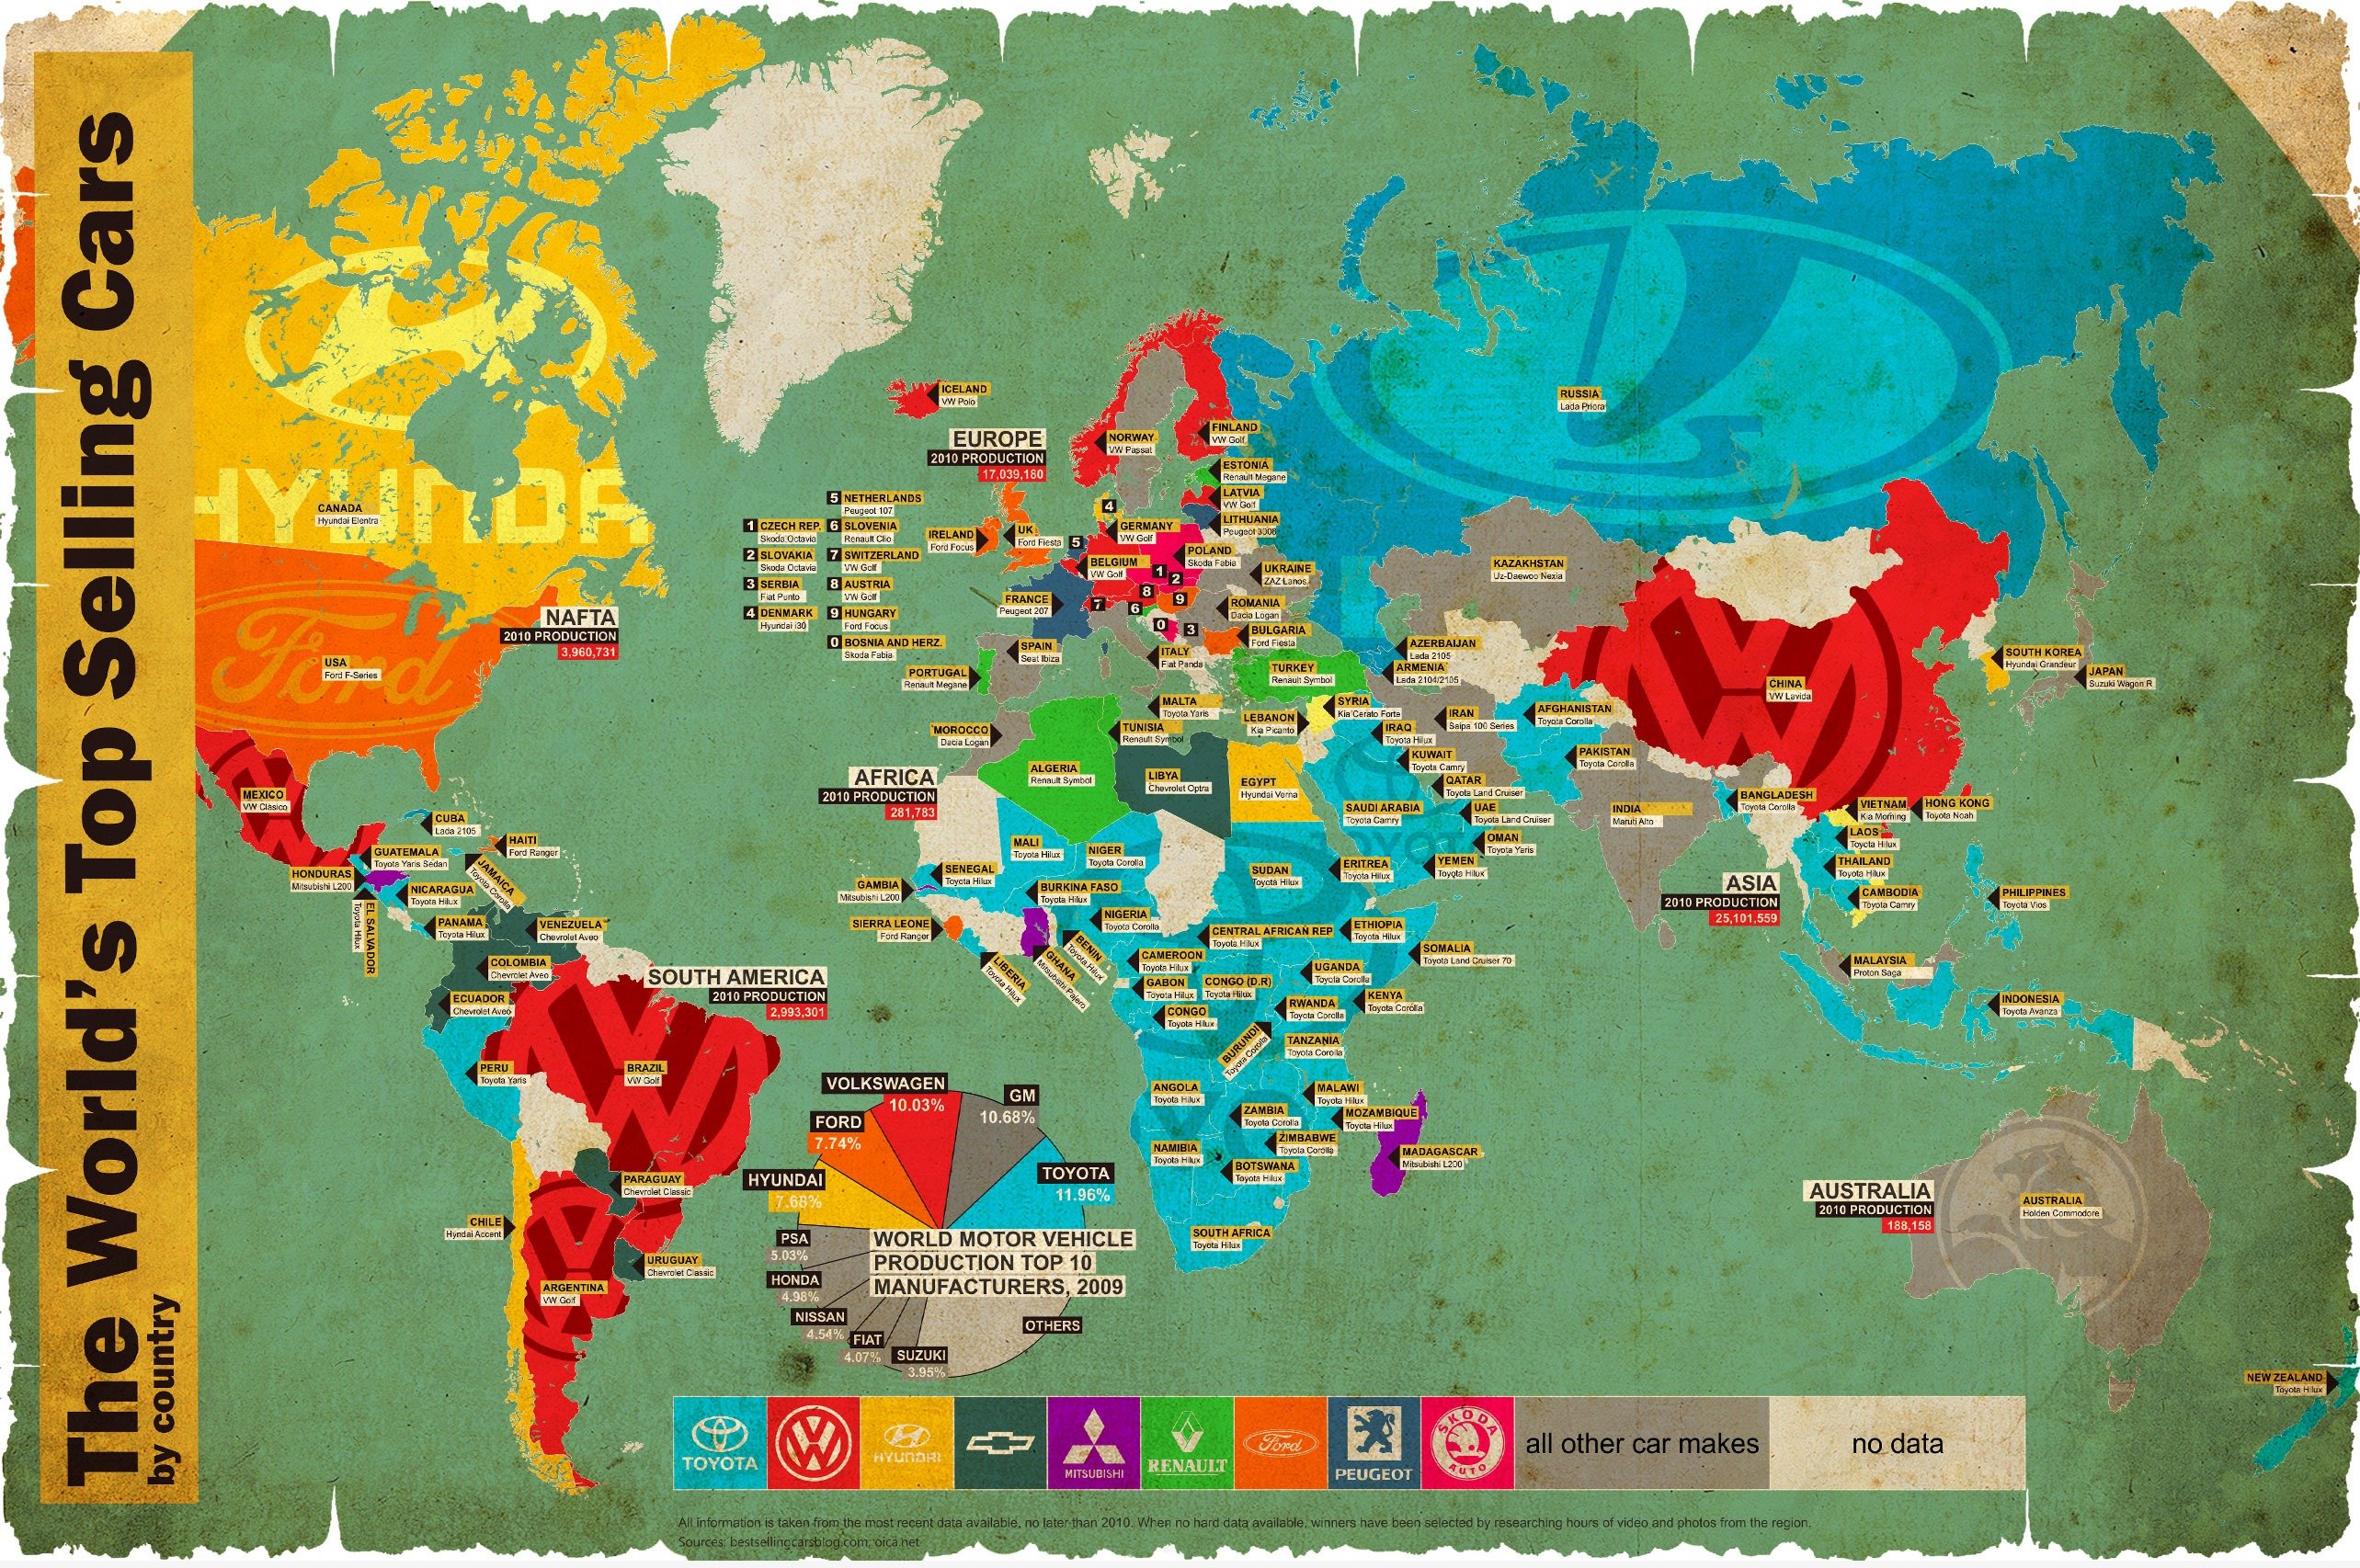 The World's Top Selling Cars
by country
HYUNDAI
CANADA
Hyundai Elentra
Ford
USA
Ford F-Series
NAFTA
2010 PRODUCTION
3,960,731
MEXICO
VW Clasico
CUBA
Lada 2105
HAITI
Ford Ranger
GUATEMALA
Toyota Yaris Sedan
JAMAICA
Toyota Corolla
HONDURAS
Mitsubishi L200
NICARAGUA
Toyota Hilux
EL SALVADOR
Toyota Hilux
PANAMA
Toyota Hilux
VENEZUELA
Chevrolet Aveo
COLOMBIA
Chevrolet Aveo
ECUADOR
Chevrolet Aveo
SOUTH AMERICA
2010 PRODUCTION
2,993,301
PERU
Toyota Yaris
BRAZIL
VW Golf
PARAGUAY
Chevrolet Classic
CHILE
Hyndai Accent
URUGUAY
Chevrolet Classic
ARGENTINA
VW Golf
ICELAND
VW Polo
EUROPE
2010 PRODUCTION
17,039,180
NORWAY
VW Passat
FINLAND
VW Golf
ESTONIA
Renault Megane
LATVIA
VW Golf
LITHUANIA
Peugeot 3008
1 CZECH REP.
Skoda Octavia
2 SLOVAKIA
Skoda Octavia
3 SERBIA
Fiat Punto
4 DENMARK
Hyundai i30
5 NETHERLANDS
Peugeot 107
6 SLOVENIA
Renault Clio
7 SWITZERLAND
VW Golf
8 AUSTRIA
VW Golf
9 HUNGARY
Ford Focus
0 BOSNIA AND HERZ.
Skoda Fabia
IRELAND
Ford Focus
UK
Ford Fiesta
4
5
GERMANY
VW Golf
POLAND
Skoda Fabia
BELGIUM
VW Golf
1
2
UKRAINE
ZAZ Lanos
FRANCE
Peugeot 207
7
8
6
9
0
3
ROMANIA
Dacia Logan
BULGARIA
Ford Fiesta
SPAIN
Seat Ibiza
ITALY
Fiat Panda
PORTUGAL
Renault Megane
TURKEY
Renault Symbol
MALTA
Toyota Yaris
RUSSIA
Lada Priora
KAZAKHSTAN
Uz-Daewoo Nexia
AZERBAIJAN
Lada 2105
ARMENIA
Lada 2104/2105
SYRIA
Kia Cerato Forte
LEBANON
Kia Picanto
IRAQ
Toyota Hilux
IRAN
Saipa 100 Series
AFGHANISTAN
Toyota Corolla
KUWAIT
Toyota Camry
PAKISTAN
Toyota Corolla
QATAR
Toyota Land Cruiser
SAUDI ARABIA
Toyota Camry
UAE
Toyota Land Cruiser
OMAN
Toyota Yaris
YEMEN
Toyota Hilux
INDIA
Maruti Alto
CHINA
VW Lavida
SOUTH KOREA
Hyundai Grandeur
JAPAN
Suzuki Wagon R
BANGLADESH
Toyota Corolla
VIETNAM
Kia Morning
HONG KONG
Toyota Noah
LAOS
Toyota Hilux
THAILAND
Toyota Hilux
CAMBODIA
Toyota Camry
PHILIPPINES
Toyota Vios
ASIA
2010 PRODUCTION
25,101,559
MALAYSIA
Proton Saga
INDONESIA
Toyota Avanza
MOROCCO
Dacia Logan
TUNISIA
Renault Symbol
AFRICA
2010 PRODUCTION
281,783
ALGERIA
Renault Symbol
LIBYA
Chevrolet Optra
EGYPT
Hyundai Verna
MALI
Toyota Hilux
NIGER
Toyota Corolla
SUDAN
Toyota Hilux
ERITREA
Toyota Hilux
SENEGAL
Toyota Hilux
GAMBIA
Mitsubishi L200
BURKINA FASO
Toyota Hilux
SIERRA LEONE
Ford Ranger
NIGERIA
Toyota Corolla
CENTRAL AFRICAN REP
Toyota Hilux
ETHIOPIA
Toyota Hilux
LIBERIA
Toyota Hilux
GHANA
Mitsubishi Pajero
BENIN
Toyota Hilux
CAMEROON
Toyota Hilux
SOMALIA
Toyota Land Cruiser 70
UGANDA
Toyota Corolla
GABON
Toyota Hilux
CONGO (D.R)
Toyota Hilux
RWANDA
Toyota Corolla
KENYA
Toyota Corolla
CONGO
Toyota Hilux
BURUNDI
Toyota Corolla
TANZANIA
Toyota Corolla
ANGOLA
Toyota Hilux
MALAWI
Toyota Hilux
ZAMBIA
Toyota Corolla
MOZAMBIQUE
Toyota Hilux
ZIMBABWE
Toyota Corolla
NAMIBIA
Toyota Hilux
BOTSWANA
Toyota Hilux
MADAGASCAR
Mitsubishi L200
SOUTH AFRICA
Toyota Hilux
AUSTRALIA
2010 PRODUCTION
188,158
AUSTRALIA
Holden Commodore
NEW ZEALAND
Toyota Hilux
VOLKSWAGEN
10.03%
GM
10.68%
FORD
7.74%
TOYOTA
11.96%
HYUNDAI
7.68%
WORLD MOTOR VEHICLE
PRODUCTION TOP 10
MANUFACTURERS, 2009
PSA
5.03%
HONDA
4.98%
NISSAN
4.54%
FIAT
4.07%
SUZUKI
3.95%
OTHERS
TOYOTA
HYUNDAI
MITSUBISHI
RENAULT
Ford
PEUGEOT
SKODA
AUTO
all other car makes
no data
All information is taken from the most recent data available, no later than 2010. When no hard data available, winners have been selected by researching hours of video and photos from the region.
Sources: bestsellingcarsblog.com, oica.net